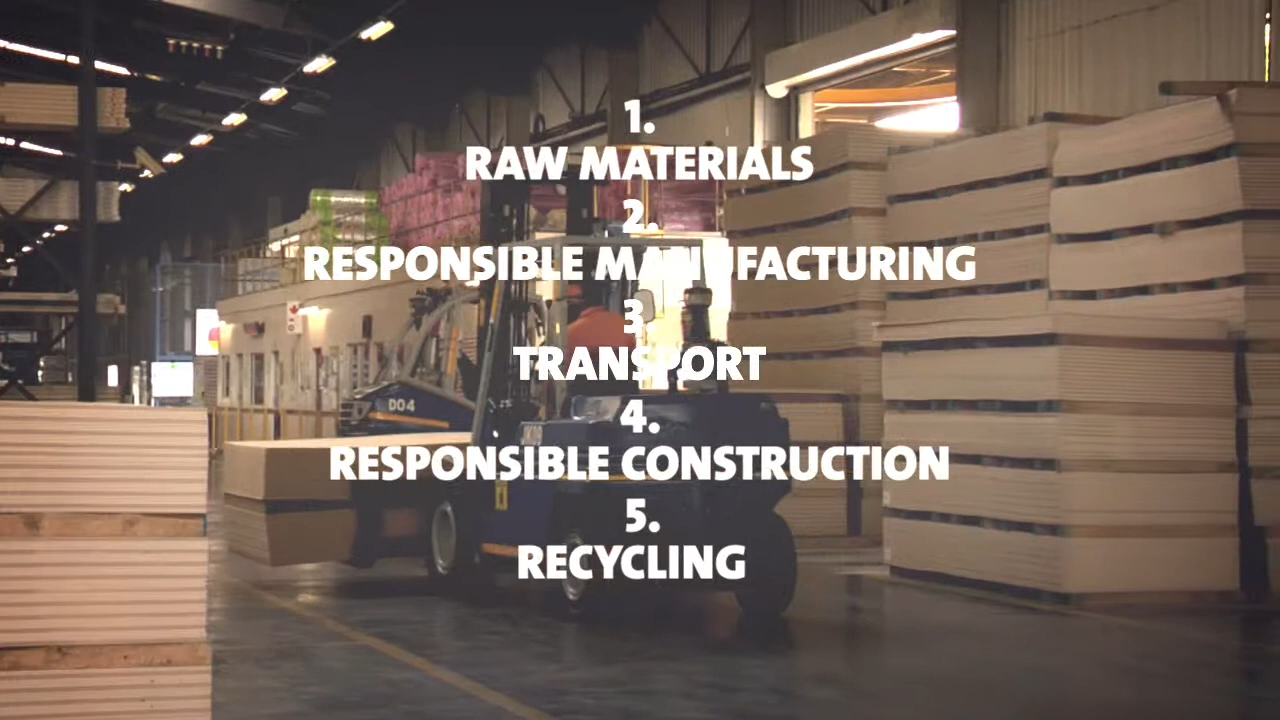 1.
RAW MATERIALS
2.
RESPONSIBLE MANUFACTURING
3.
TRANSPORT
4.
RESPONSIBLE CONSTRUCTION
5.
RECYCLING
D04